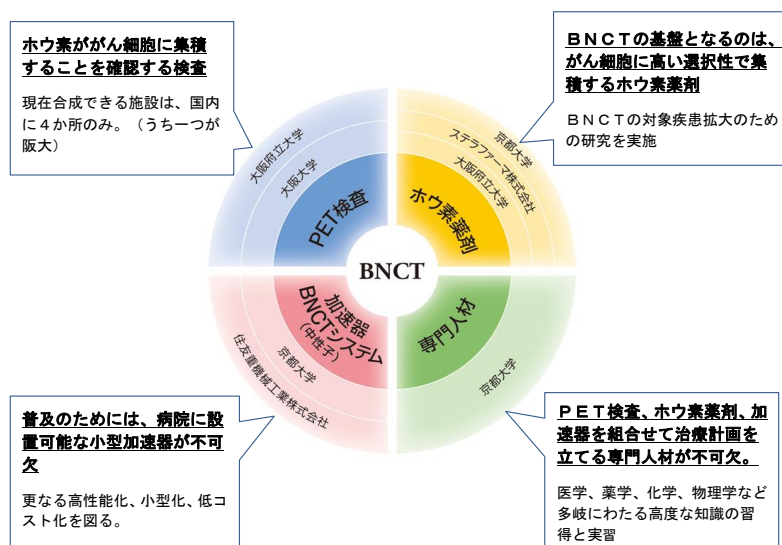 ホウ素ががん細胞に集積
することを確認する検査
現在合成できる施設は、国内
に４か所のみ。（うち一つが
阪大）
ＢＮＣＴの基盤となるのは、
がん細胞に高い選択性で集
積するホウ素薬剤
ＢＮＣＴの対象疾患拡大のため
の研究を実施
大阪府立大学
大阪大学
PET検査
京都大学
ステラファーマ株式会社
大阪府立大学
ホウ素薬剤
BNCT
加速器
BNCTシステム
(中性子)
京都大学
住友重機械工業株式会社
専門人材
京都大学
普及のためには、病院に設
置可能な小型加速器が不可
欠
更なる高性能化、小型化、低コ
スト化を図る。
ＰＥＴ検査、ホウ素薬剤、加
速器を組合せて治療計画を
立てる専門人材が不可欠。
医学、薬学、化学、物理学など
多岐にわたる高度な知識の習
得と実習